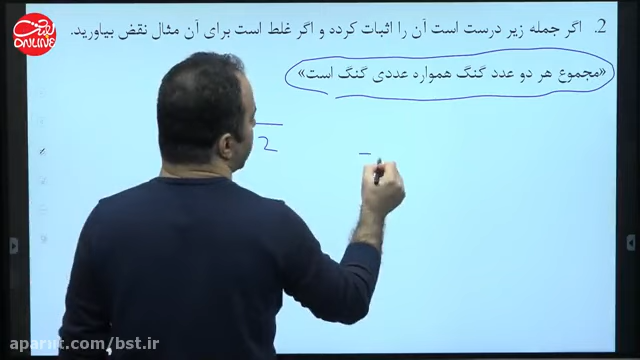 2. اگر جمله زیر درست است آن را اثبات کرده و اگر غلط است برای آن مثال نقض بیاورید.
«مجموع هر دو عدد گنگ همواره عددی گنگ است»
2
ONLINE
aparat.com/bst.ir